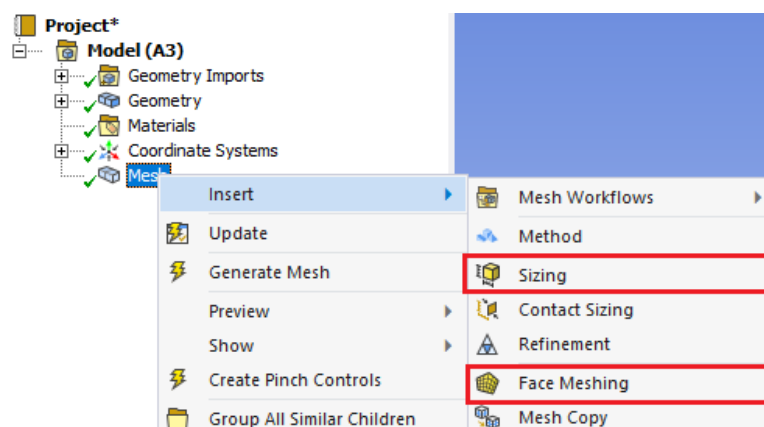 Project*
Model (A3)
Geometry Imports
Geometry
Materials
Coordinate Systems
Mesh
Insert
Update
Generate Mesh
Preview
Show
Create Pinch Controls
Group All Similar Children
Mesh Workflows
Method
Sizing
Contact Sizing
Refinement
Face Meshing
Mesh Copy